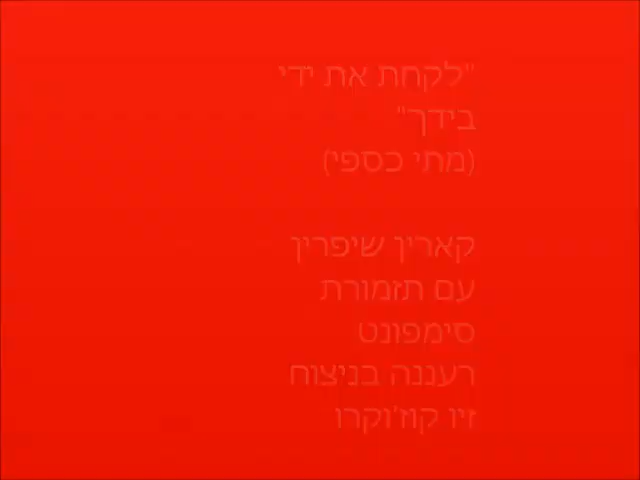 "לקחת את ידי
בידך"
(מתי כספי)
קארין שיפרין
עם תזמורת
סימפונט
רעננה בניצוח
זיו קוז'וקרו